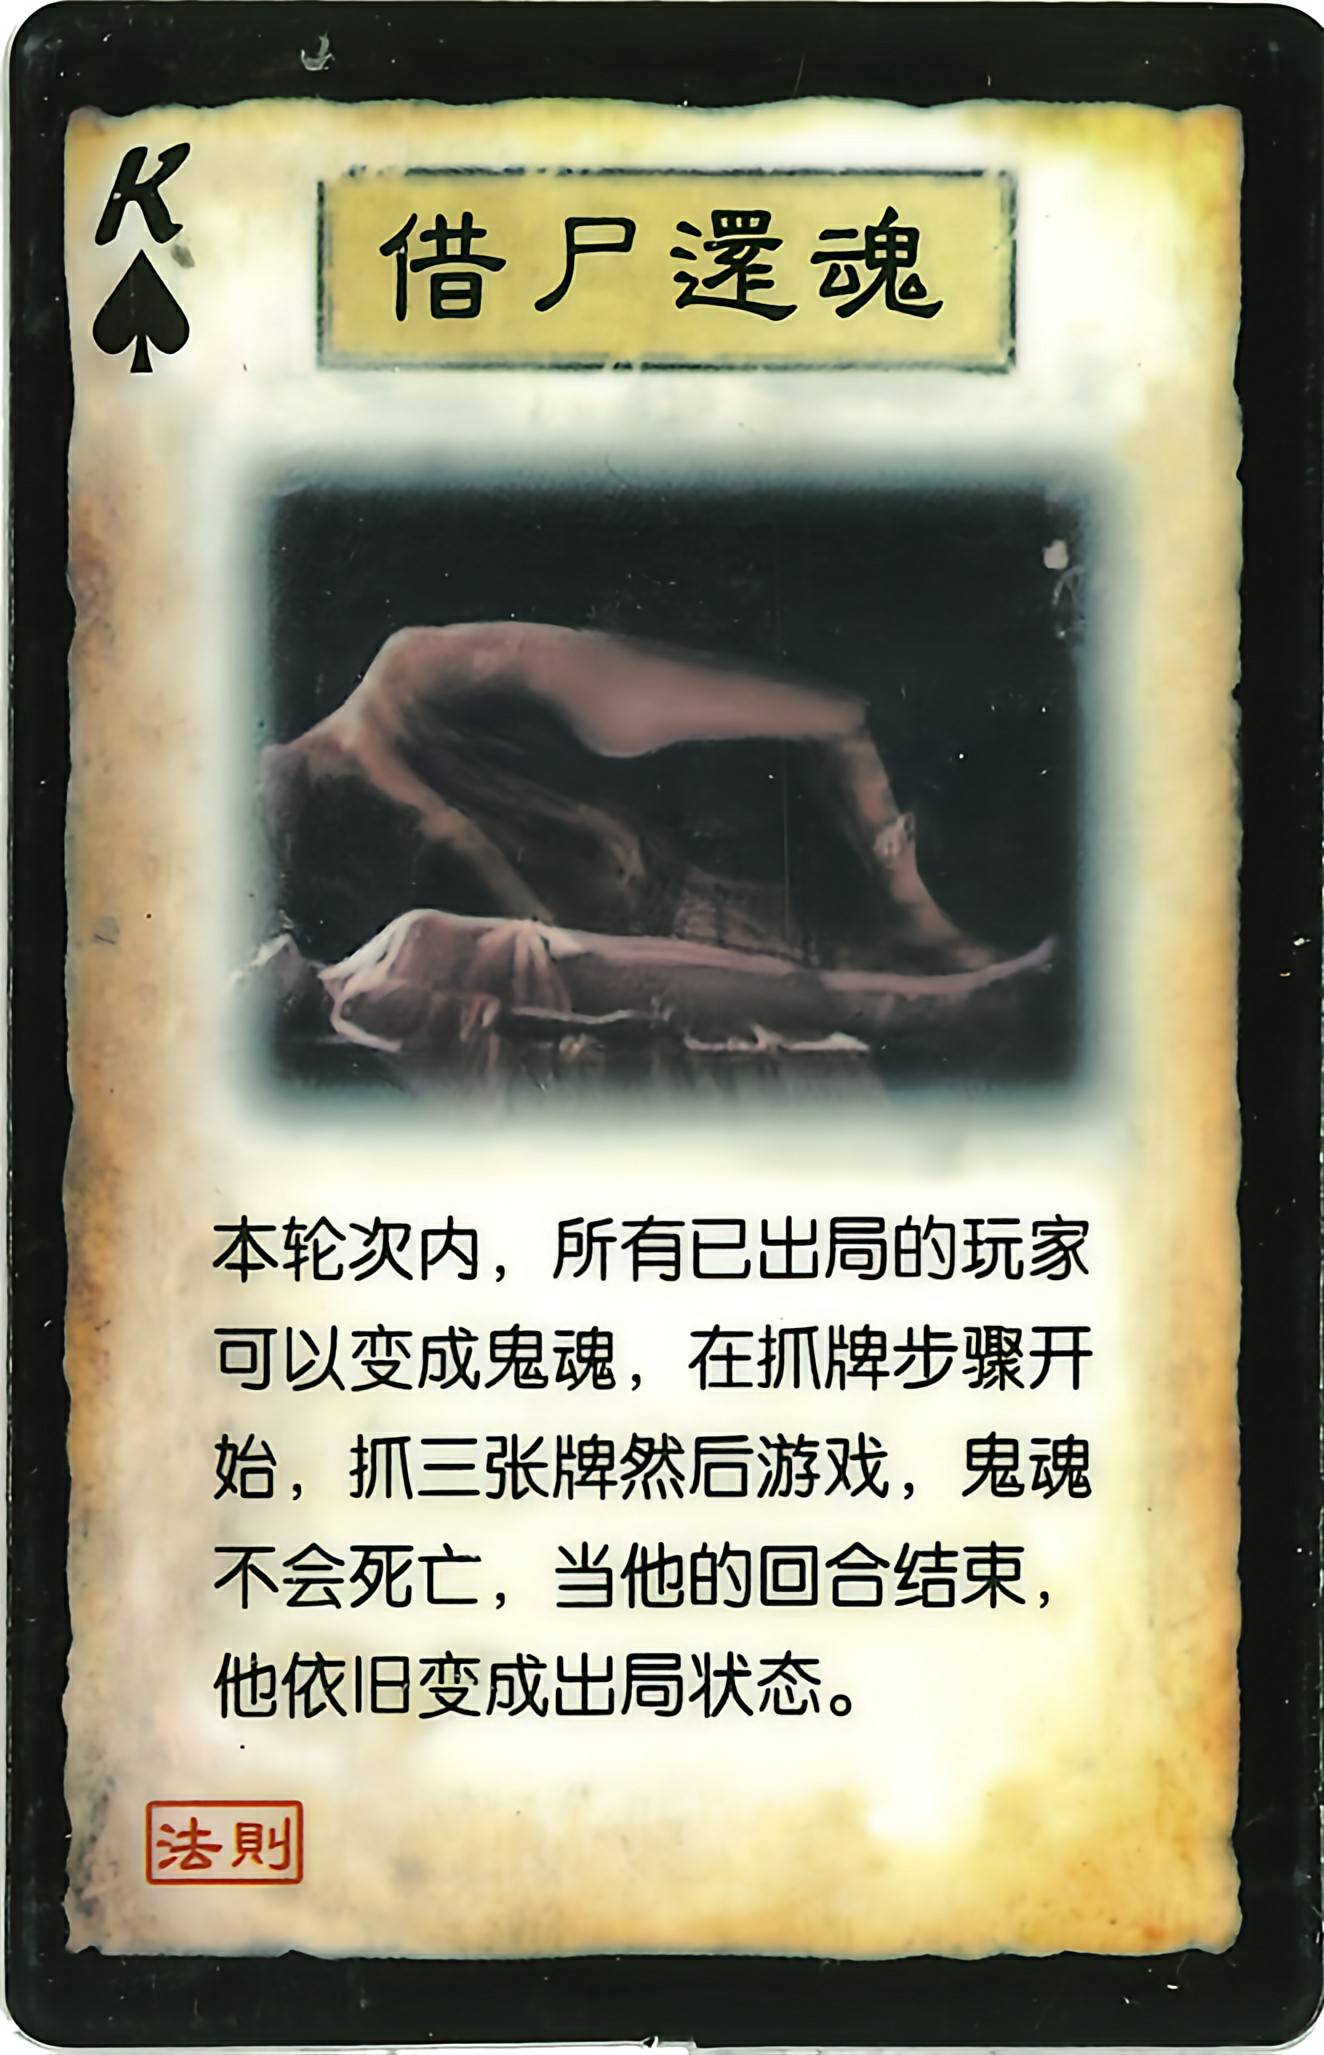 K
借尸還魂
本轮次内，所有已出局的玩家
可以变成鬼魂，在抓牌步骤开
始，抓三张牌然后游戏，鬼魂
不会死亡，当他的回合结束，
他依旧变成出局状态。
法則